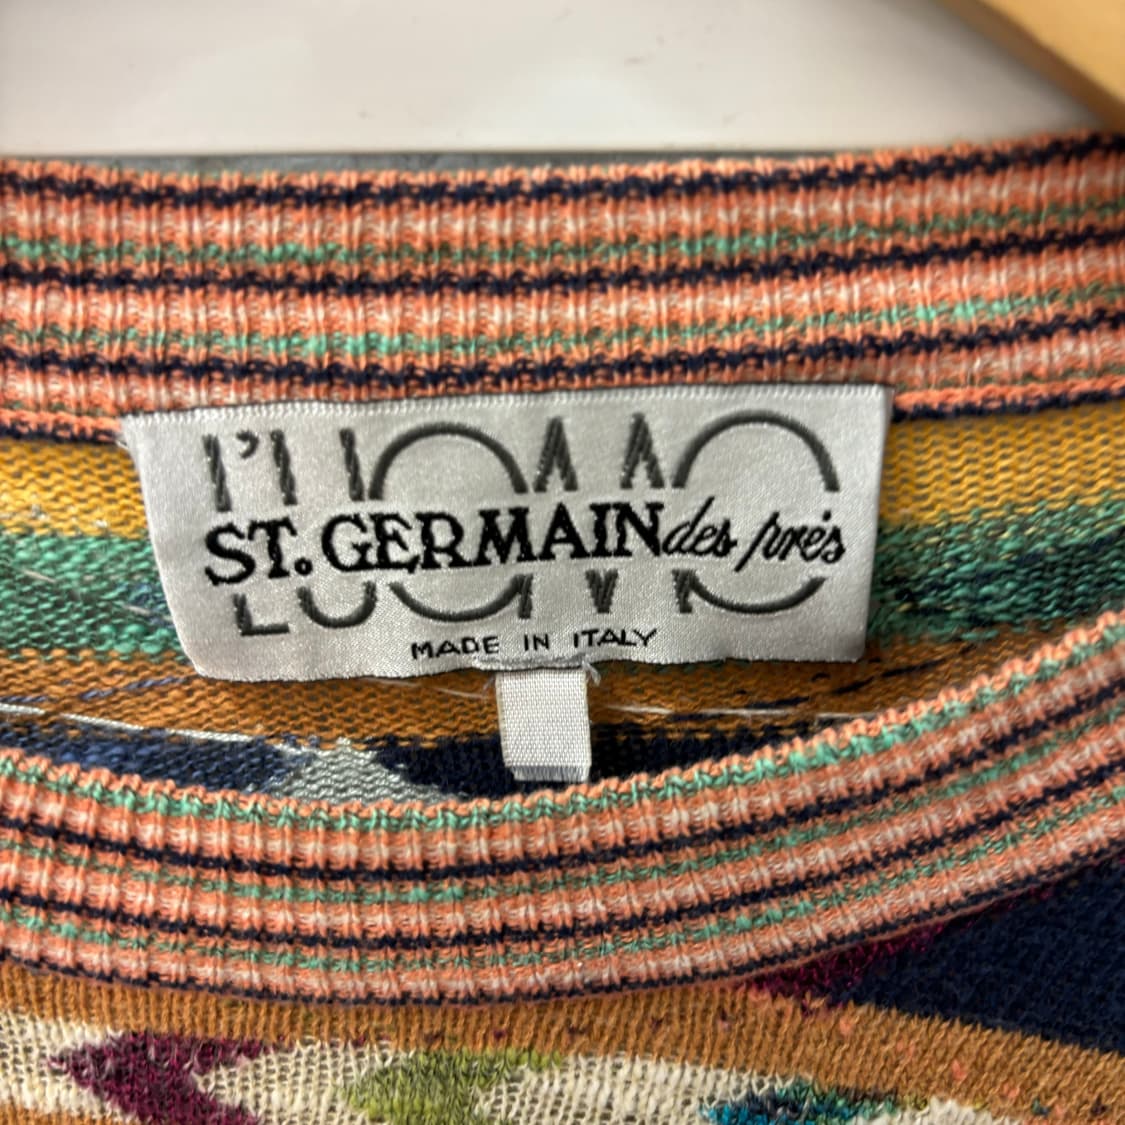 L'UOMO
ST. GERMAIN des prés
MADE IN ITALY